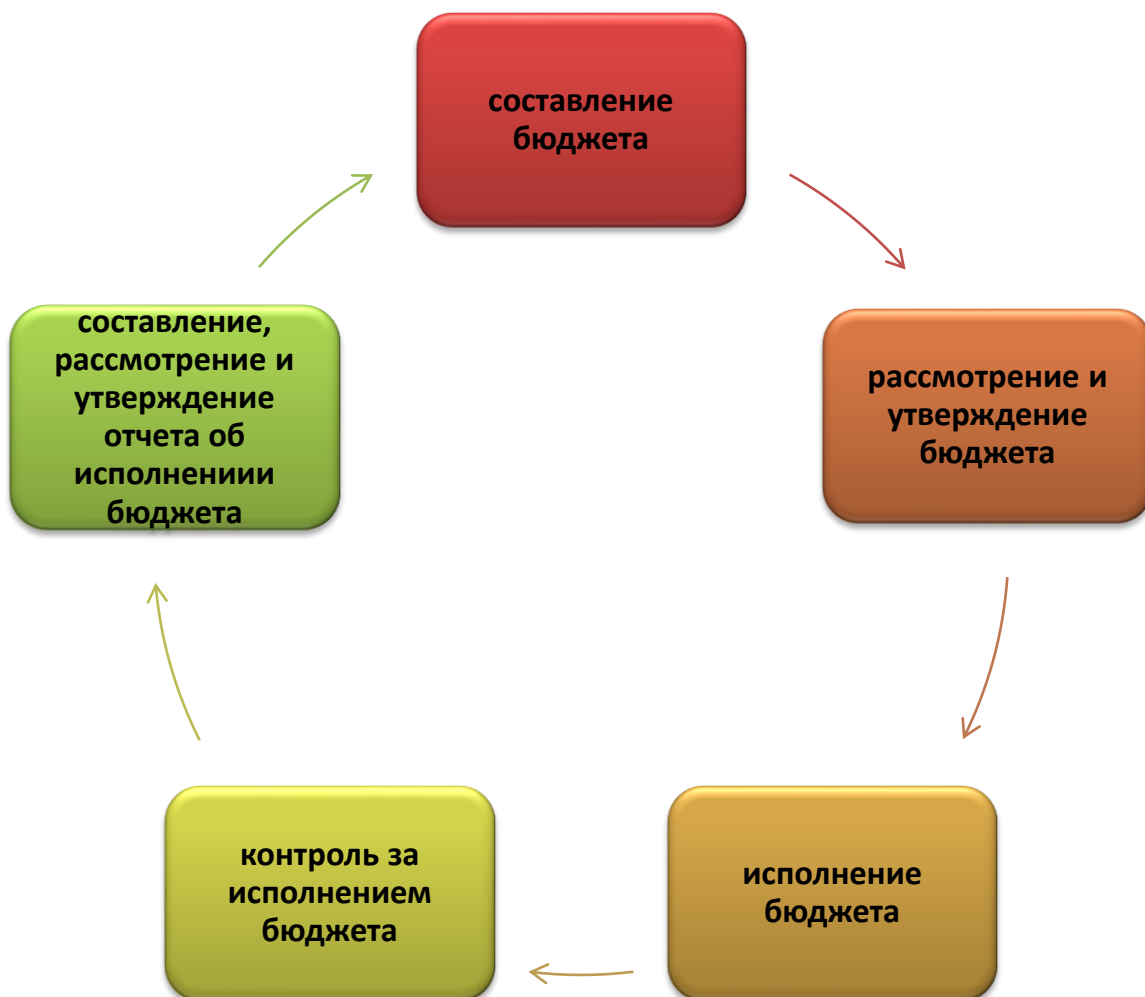 составление
бюджета
рассмотрение и
утверждение
бюджета
исполнение
бюджета
контроль за
исполнением
бюджета
составление,
рассмотрение и
утверждение
отчета об
исполнениии
бюджета